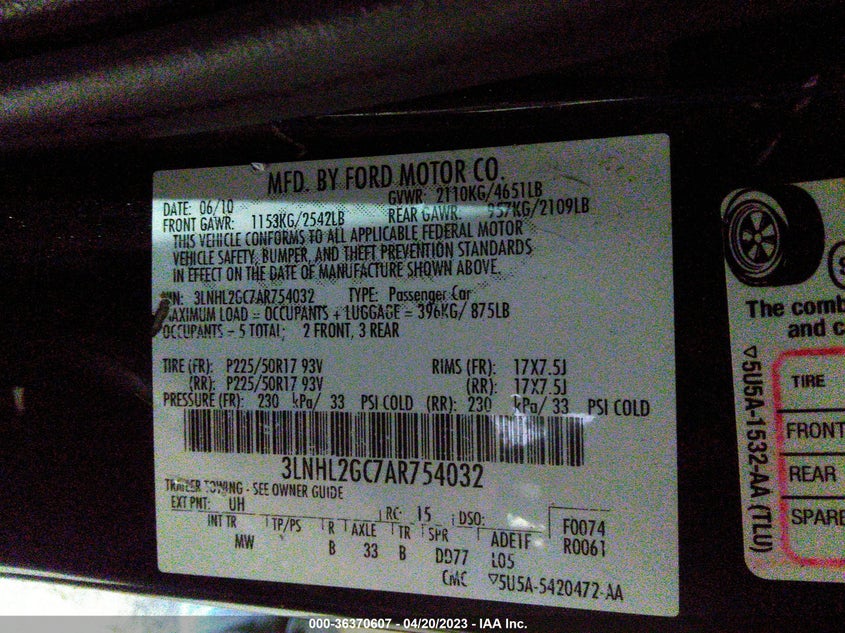 MFD. BY FORD MOTOR CO.
DATE: 06/10 GVWR: 2110KG/4651LB
FRONT GAWR: 1153KG/2542LB REAR GAWR: 957KG/2109LB
THIS VEHICLE CONFORMS TO ALL APPLICABLE FEDERAL MOTOR
VEHICLE SAFETY, BUMPER, AND THEFT PREVENTION STANDARDS
IN EFFECT ON THE DATE OF MANUFACTURE SHOWN ABOVE.
VIN: 3LNHL2GC7AR754032 TYPE: Passenger Car
MAXIMUM LOAD = OCCUPANTS + LUGGAGE = 396KG/ 875LB
OCCUPANTS - 5 TOTAL; 2 FRONT, 3 REAR
TIRE (FR): P225/50R17 93V RIMS (FR): 17X7.5J
(RR): P225/50R17 93V (RR): 17X7.5J
PRESSURE (FR): 230 kPa/ 33 PSI COLD (RR): 230 kPa/ 33 PSI COLD
3LNHL2GC7AR754032
TRAILER TOWING - SEE OWNER GUIDE
EXT PNT: UH RC: 15 DSO: F0074
INT TR TP/PS R AXLE TR SPR ADE1F R0061
MW B 33 B DD77 L05
CMC ▽5U5A-5420472-AA
The comb
and c
▽5U5A-1532-AA (TLU)
TIRE
FRONT
REAR
SPARE
000-36370607 - 04/20/2023 - IAA Inc.